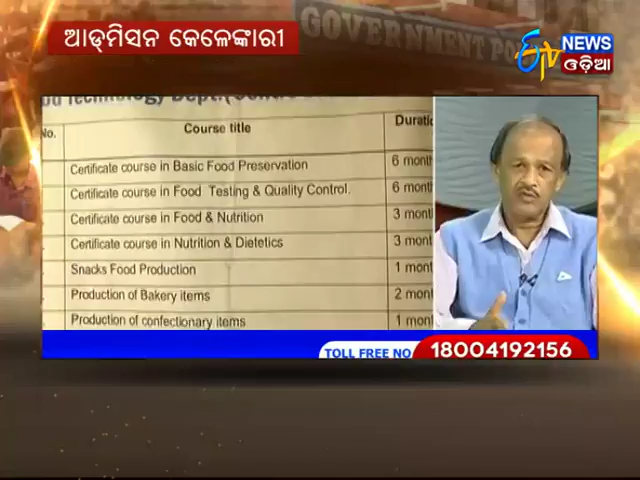 ଆଡ୍‌ମିସନ କେଳେଙ୍କାରୀ
GOVERNMENT PO
ETV NEWS
ଓଡ଼ିଆ
No. Course title Duratic
Certificate course in Basic Food Preservation 6 month
Certificate course in Food Testing & Quality Control. 6 mont
Certificate course in Food & Nutrition 3 mont
Certificate course in Nutrition & Dietetics 3 mont
Snacks Food Production 1 mont
Production of Bakery items 2 mont
Production of confectionary items 1 mont
TOLL FREE NO 18004192156